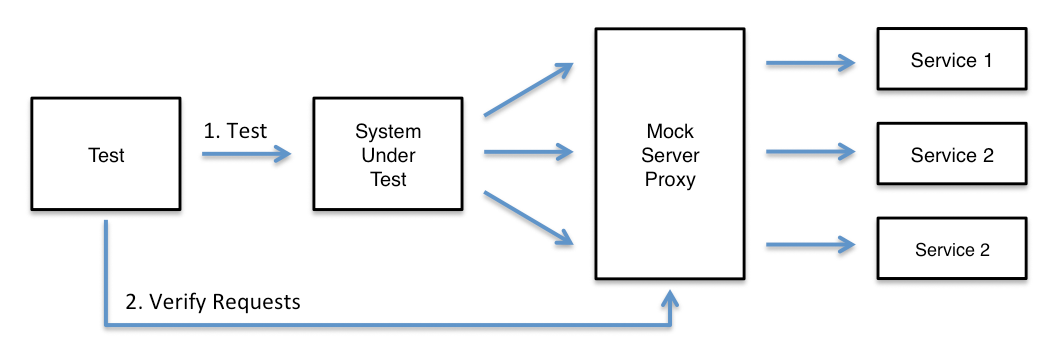 Test
1. Test
System
Under
Test
Mock
Server
Proxy
Service 1
Service 2
Service 2
2. Verify Requests